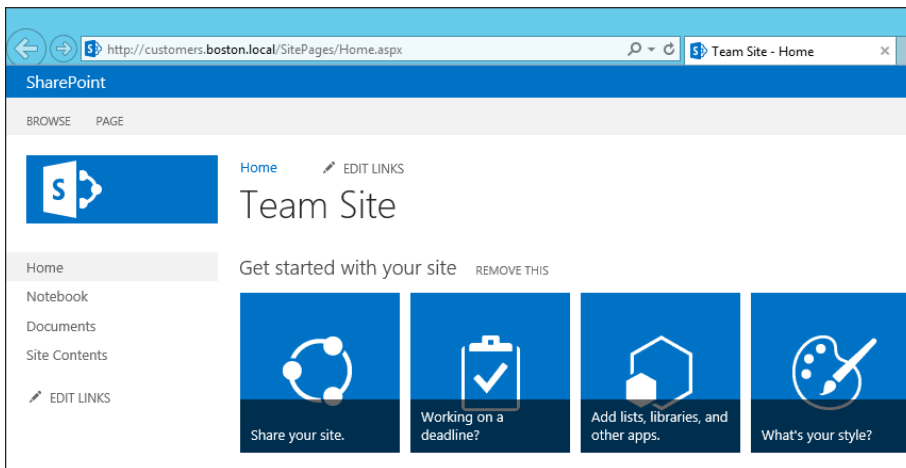 http://customers.boston.local/SitePages/Home.aspx
Team Site - Home
SharePoint
BROWSE PAGE
S
Home EDIT LINKS
Team Site
Get started with your site REMOVE THIS
Home
Notebook
Documents
Site Contents
EDIT LINKS
Share your site.
Working on a
deadline?
Add lists, libraries, and
other apps.
What's your style?